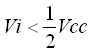 Vi < 1/2 Vcc